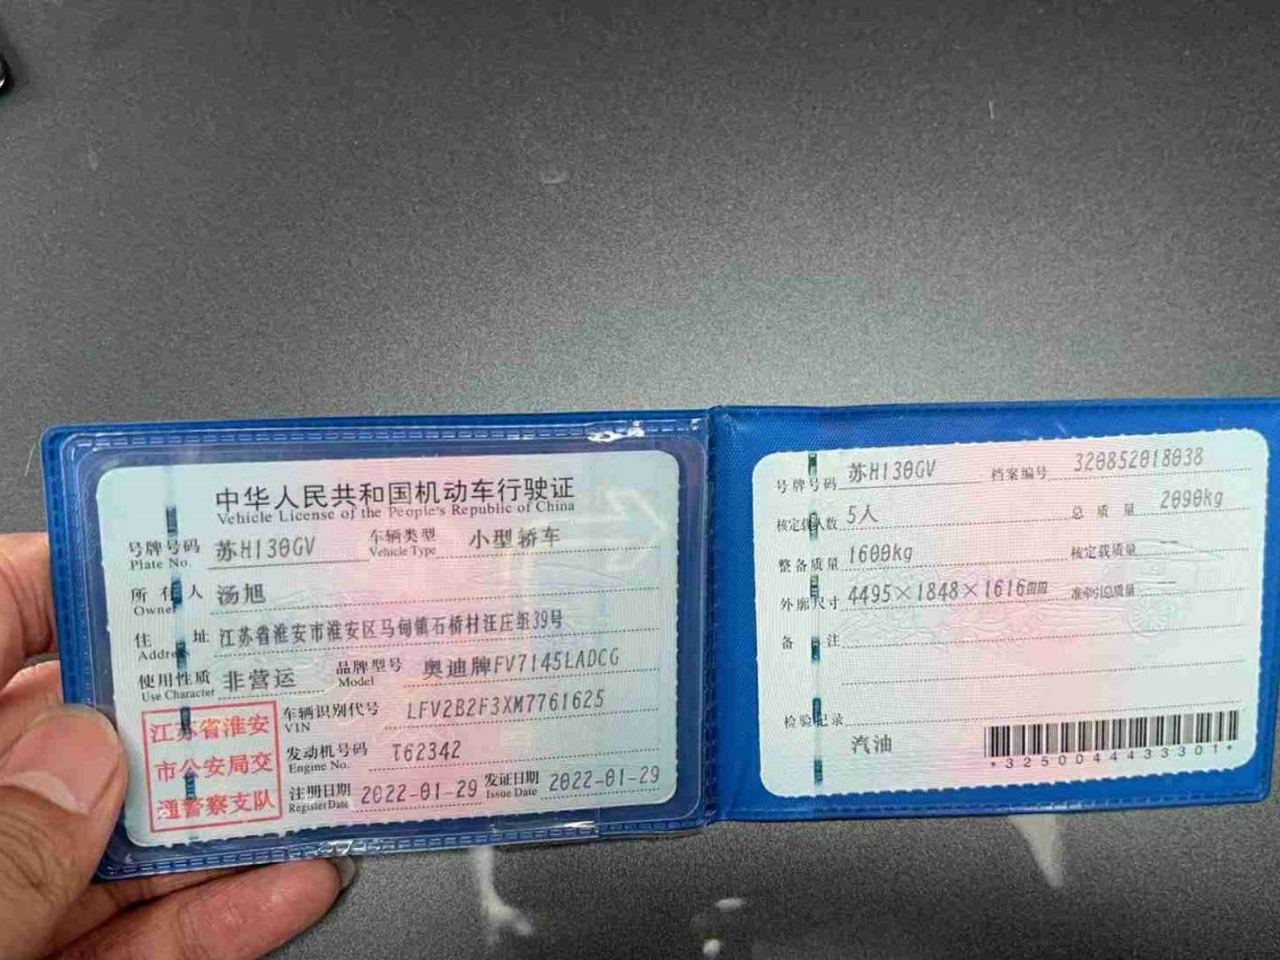 中华人民共和国机动车行驶证
Vehicle License of the People's Republic of China
号牌号码 苏H130GV 车辆类型 小型轿车
Plate No. Vehicle Type
所有人 汤旭
Owner
住址 江苏省淮安市淮安区马甸镇石桥村汪庄组39号
Address
使用性质 非营运 品牌型号 奥迪牌FV7145LADCG
Use Character Model
江苏省淮安
市公安局交
通警察支队
车辆识别代号 LFV2B2F3XM7761625
VIN
发动机号码 T62342
Engine No.
注册日期 2022-01-29 发证日期 2022-01-29
Register Date Issue Date
号牌号码 苏H130GV 档案编号 320852018038
核定载人数 5人 总质量 2090kg
整备质量 1600kg 核定载质量 --
外廓尺寸 4495×1848×1616mm 准牵引总质量 --
备注
检验记录
汽油
*3250044433301*